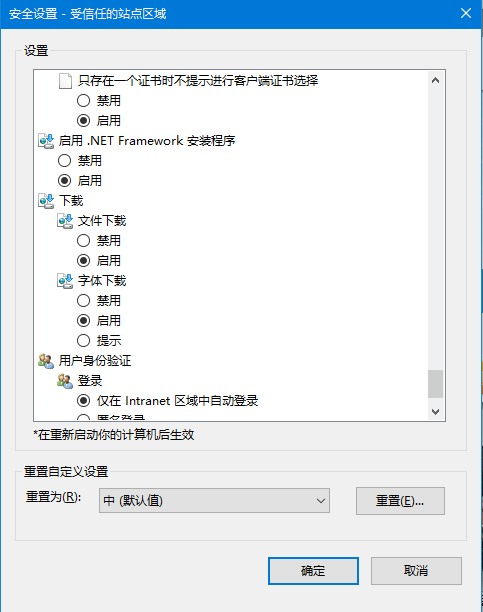 安全设置 - 受信任的站点区域
设置
只存在一个证书时不提示进行客户端证书选择
禁用
启用
启用 .NET Framework 安装程序
禁用
启用
下载
文件下载
禁用
启用
字体下载
禁用
启用
提示
用户身份验证
登录
仅在 Intranet 区域中自动登录
匿名登录
*在重新启动你的计算机后生效
重置自定义设置
重置为(R): 中 (默认值) 重置(E)...
确定 取消